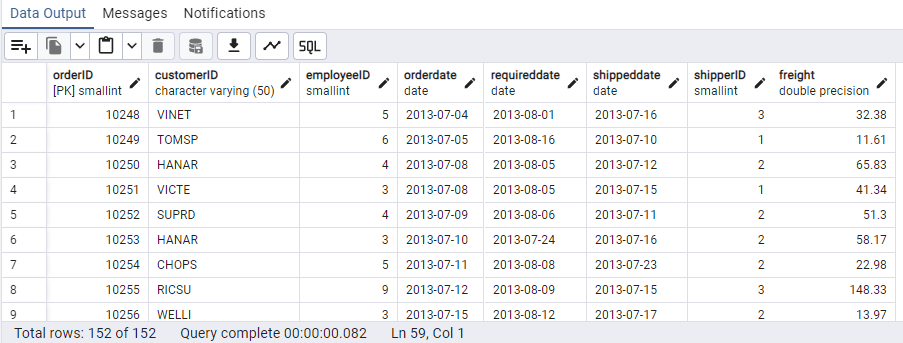 Data Output Messages Notifications
SQL
orderID customerID employeeID orderdate requireddate shippeddate shipperID freight
[PK] smallint character varying (50) smallint date date date smallint double precision
1 10248 VINET 5 2013-07-04 2013-08-01 2013-07-16 3 32.38
2 10249 TOMSP 6 2013-07-05 2013-08-16 2013-07-10 1 11.61
3 10250 HANAR 4 2013-07-08 2013-08-05 2013-07-12 2 65.83
4 10251 VICTE 3 2013-07-08 2013-08-05 2013-07-15 1 41.34
5 10252 SUPRD 4 2013-07-09 2013-08-06 2013-07-11 2 51.3
6 10253 HANAR 3 2013-07-10 2013-07-24 2013-07-16 2 58.17
7 10254 CHOPS 5 2013-07-11 2013-08-08 2013-07-23 2 22.98
8 10255 RICSU 9 2013-07-12 2013-08-09 2013-07-15 3 148.33
9 10256 WELLI 3 2013-07-15 2013-08-12 2013-07-17 2 13.97
Total rows: 152 of 152 Query complete 00:00:00.082 Ln 59, Col 1